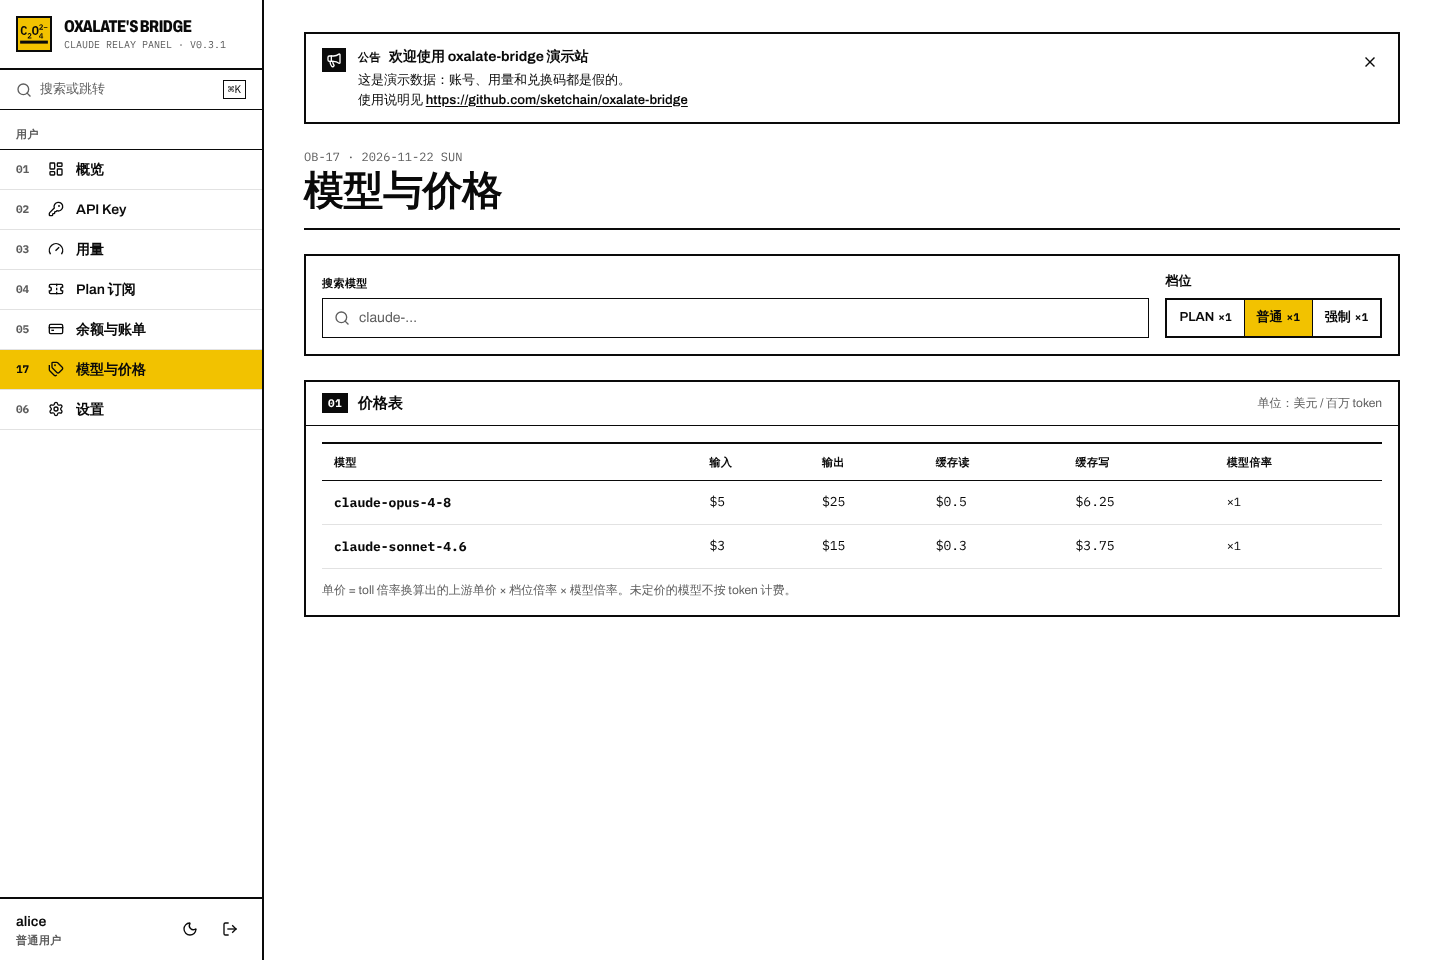 C₂O₄²⁻
OXALATE'S BRIDGE
CLAUDE RELAY PANEL · V0.3.1
搜索或跳转 ⌘K
用户
01 概览
02 API Key
03 用量
04 Plan 订阅
05 余额与账单
17 模型与价格
06 设置
alice
普通用户
公告 欢迎使用 oxalate-bridge 演示站
这是演示数据：账号、用量和兑换码都是假的。
使用说明见 https://github.com/sketchain/oxalate-bridge
OB-17 · 2026-11-22 SUN
模型与价格
搜索模型
claude-...
档位
PLAN ×1 普通 ×1 强制 ×1
01 价格表 单位：美元 / 百万 token
模型 输入 输出 缓存读 缓存写 模型倍率
claude-opus-4-8 $5 $25 $0.5 $6.25 ×1
claude-sonnet-4.6 $3 $15 $0.3 $3.75 ×1
单价 = toll 倍率换算出的上游单价 × 档位倍率 × 模型倍率。未定价的模型不按 token 计费。